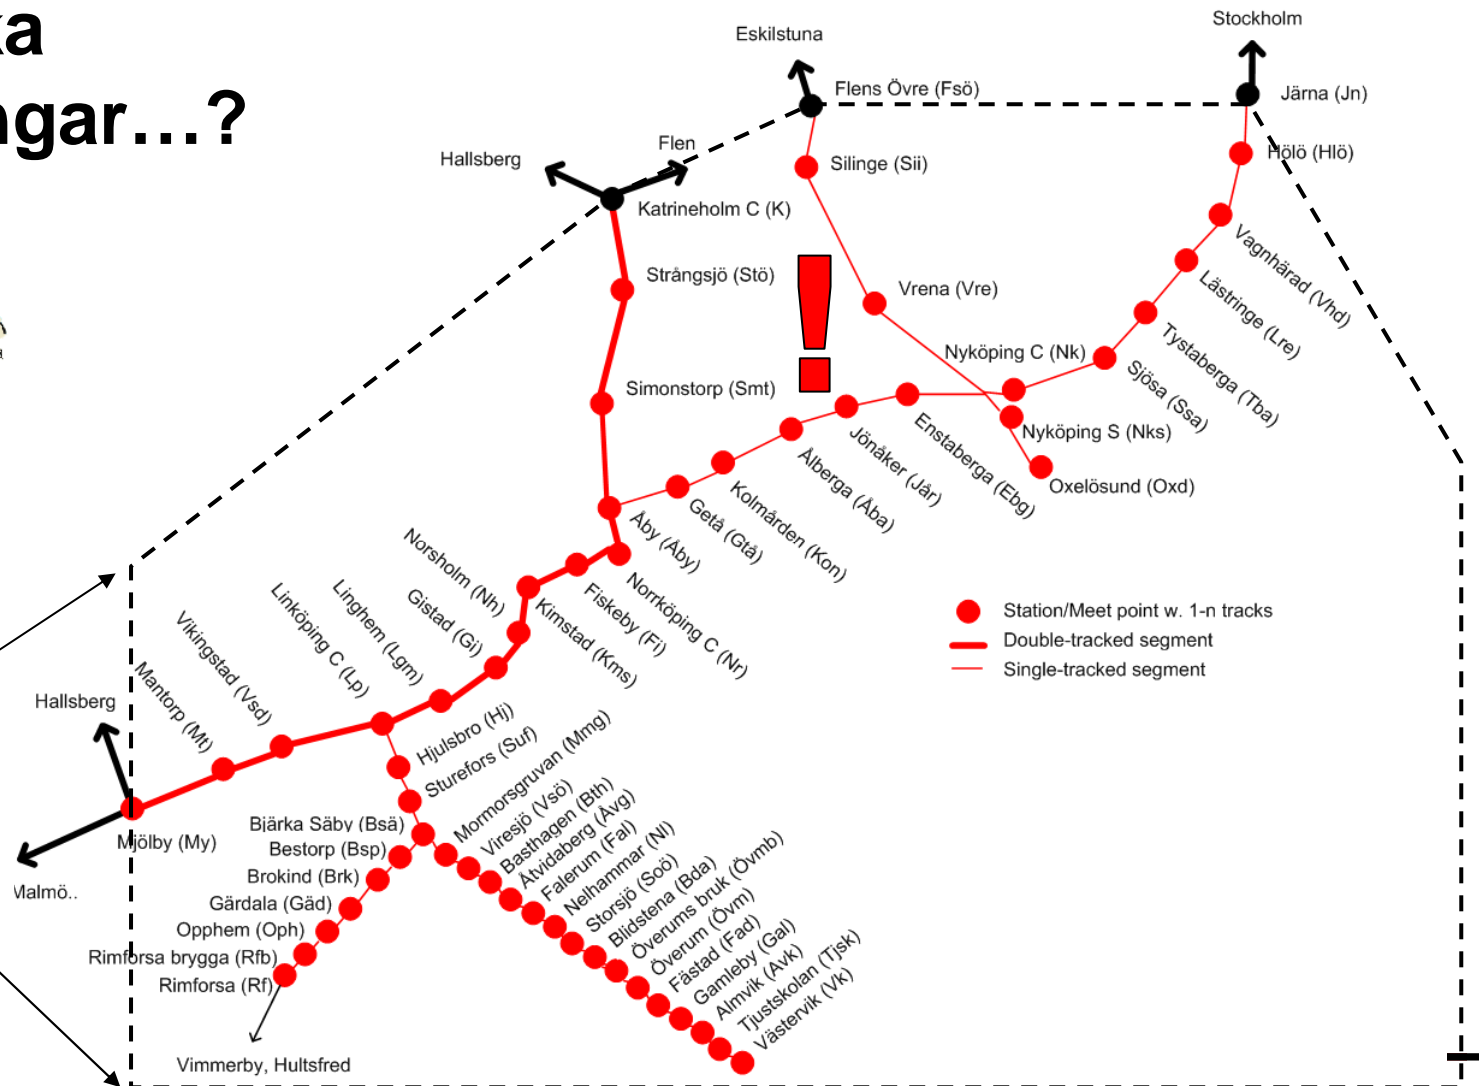 ka
ngar…?
Stockholm
Eskilstuna
Flens Övre (Fsö)
Järna (Jn)
Flen
Hallsberg
Hölö (Hlö)
Silinge (Sii)
Katrineholm C (K)
Vagnhärad (Vhd)
Strångsjö (Stö)
Vrena (Vre)
Lästringe (Lre)
Tystaberga (Tba)
Nyköping C (Nk)
Sjösa (Ssa)
Simonstorp (Smt)
Enstaberga (Ebg)
Nyköping S (Nks)
Jönåker (Jår)
Ålberga (Åba)
Oxelösund (Oxd)
Kolmården (Kon)
Getå (Gtå)
Åby (Åby)
Norsholm (Nh)
Norrköping C (Nr)
Fiskeby (Fi)
Kimstad (Kms)
Gistad (Gi)
Linghem (Lgm)
Linköping C (Lp)
Vikingstad (Vsd)
Mantorp (Mt)
Station/Meet point w. 1-n tracks
Double-tracked segment
Single-tracked segment
Hallsberg
Hjulsbro (Hj)
Sturefors (Suf)
Mormorsgruvan (Mmg)
Viresjö (Vsö)
Basthagen (Bth)
Åtvidaberg (Åvg)
Falerum (Fal)
Nelhammar (Nl)
Storsjö (Soö)
Blidstena (Bda)
Överums bruk (Övmb)
Överum (Övm)
Fästad (Fad)
Gamleby (Gal)
Almvik (Avk)
Tjustskolan (Tjsk)
Västervik (Vk)
Mjölby (My)
Malmö..
Bjärka Säby (Bsä)
Bestorp (Bsp)
Brokind (Brk)
Gärdala (Gäd)
Opphem (Oph)
Rimforsa brygga (Rfb)
Rimforsa (Rf)
Vimmerby, Hultsfred